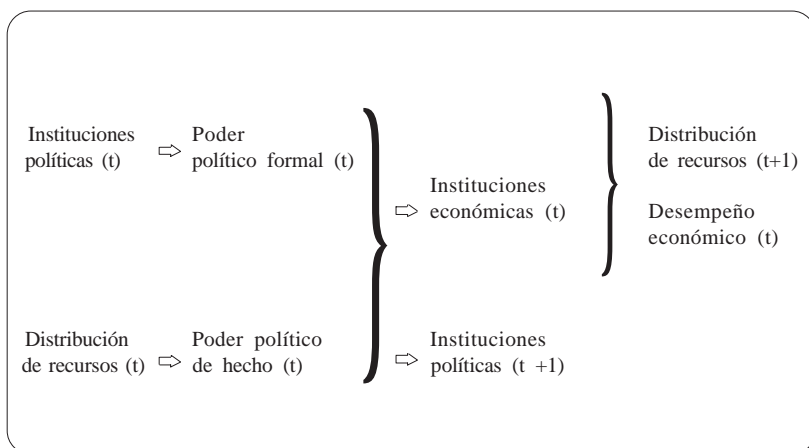 Instituciones
políticas (t)
Poder
político formal (t)
Instituciones
económicas (t)
Distribución
de recursos (t+1)
Desempeño
económico (t)
Distribución
de recursos (t)
Poder político
de hecho (t)
Instituciones
políticas (t +1)